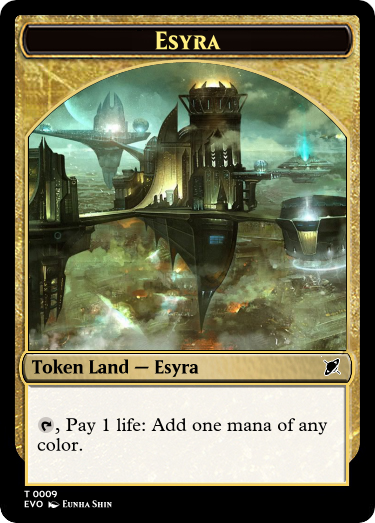 Esyra
Token Land — Esyra
, Pay 1 life: Add one mana of any
color.
T 0009
EVO Eunha Shin